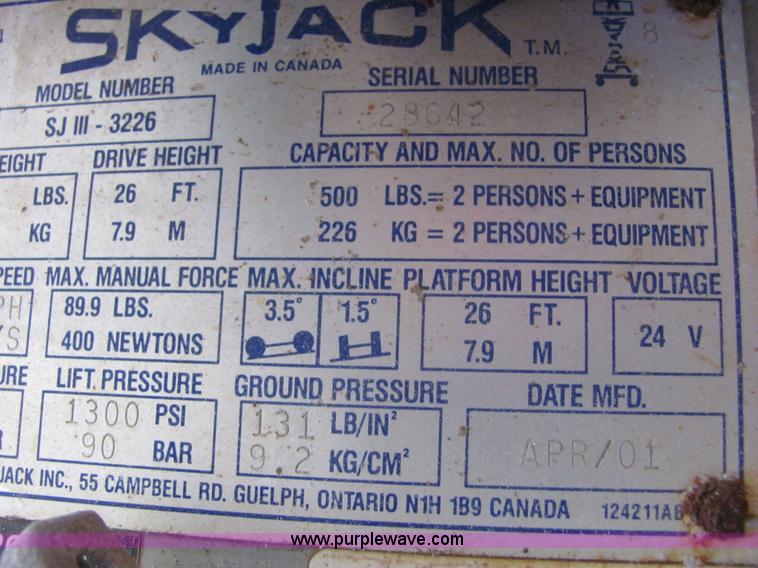 SKYJACK T.M.
SKYJACK
8
MADE IN CANADA
MODEL NUMBER SERIAL NUMBER
SJ III - 3226 28642
EIGHT DRIVE HEIGHT CAPACITY AND MAX. NO. OF PERSONS
LBS. 26 FT. 500 LBS.= 2 PERSONS + EQUIPMENT
KG 7.9 M 226 KG = 2 PERSONS + EQUIPMENT
PEED MAX. MANUAL FORCE MAX. INCLINE PLATFORM HEIGHT VOLTAGE
PH 89.9 LBS. 3.5° 1.5° 26 FT. 24 V
/S 400 NEWTONS 7.9 M
URE LIFT PRESSURE GROUND PRESSURE DATE MFD.
1300 PSI 131 LB/IN² APR/01
R 90 BAR 9.2 KG/CM²
JACK INC., 55 CAMPBELL RD. GUELPH, ONTARIO N1H 1B9 CANADA 124211AB
www.purplewave.com